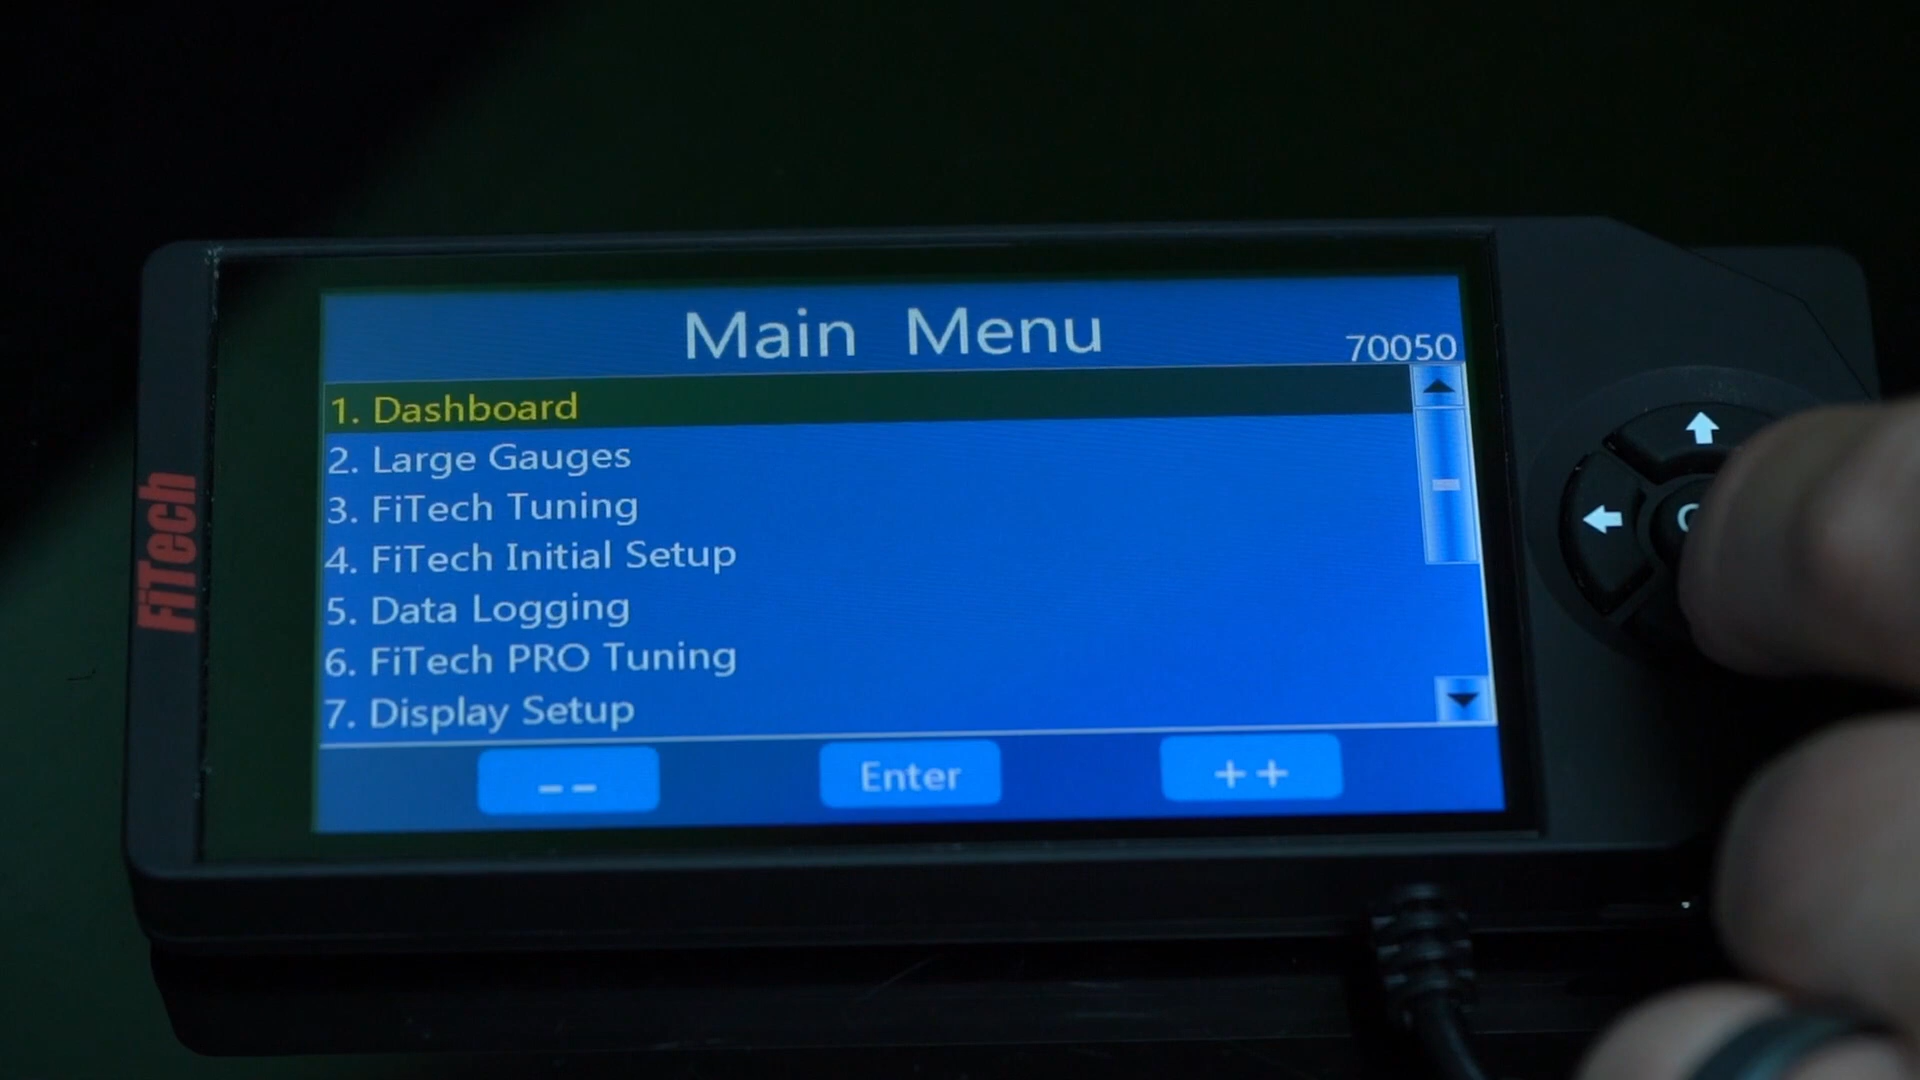 Main Menu
70050
1. Dashboard
2. Large Gauges
3. FiTech Tuning
4. FiTech Initial Setup
5. Data Logging
6. FiTech PRO Tuning
7. Display Setup
-- Enter ++
FiTech